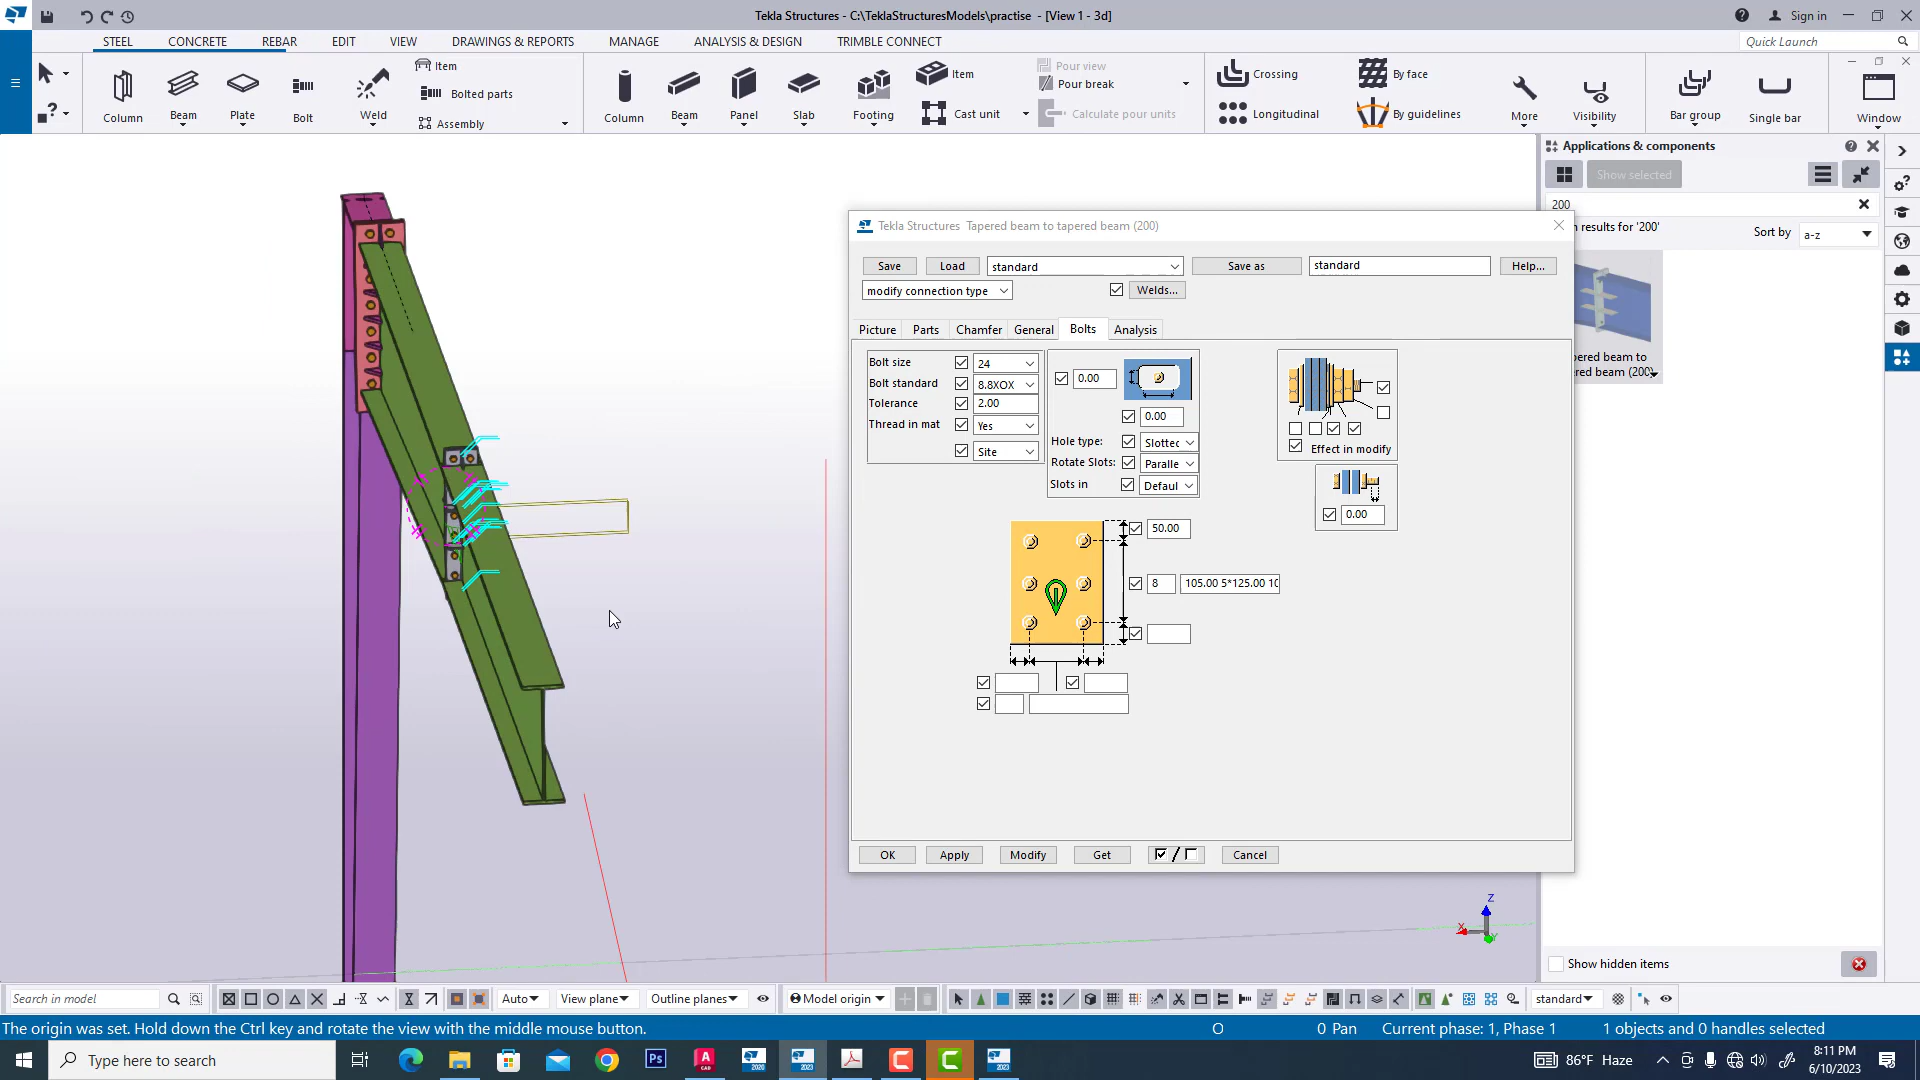 Tekla Structures - C:\TeklaStructuresModels\practise - [View 1 - 3d]
Sign in
STEEL CONCRETE REBAR EDIT VIEW DRAWINGS & REPORTS MANAGE ANALYSIS & DESIGN TRIMBLE CONNECT
Quick Launch
Column Beam Plate Bolt Weld
Item
Bolted parts
Assembly
Column Beam Panel Slab Footing
Item
Cast unit
Pour view
Pour break
Calculate pour units
Crossing
Longitudinal
By face
By guidelines
More Visibility Bar group Single bar Window
Applications & components
Show selected
200
results for '200'
Sort by a-z
pered beam to
ered beam (200)
Show hidden items
Tekla Structures Tapered beam to tapered beam (200)
Save Load standard Save as standard Help...
modify connection type Welds...
Picture Parts Chamfer General Bolts Analysis
Bolt size 24
Bolt standard 8.8XOX
Tolerance 2.00
Thread in mat Yes
Site
0.00
0.00
Hole type: Slotted
Rotate Slots: Paralle
Slots in Defaul
Effect in modify
0.00
50.00
8 105.00 5*125.00 10
OK Apply Modify Get / Cancel
Z
X
Y
Search in model Auto View plane Outline planes Model origin standard
The origin was set. Hold down the Ctrl key and rotate the view with the middle mouse button.
O 0 Pan Current phase: 1, Phase 1 1 objects and 0 handles selected
Type here to search
86°F Haze
8:11 PM
6/10/2023